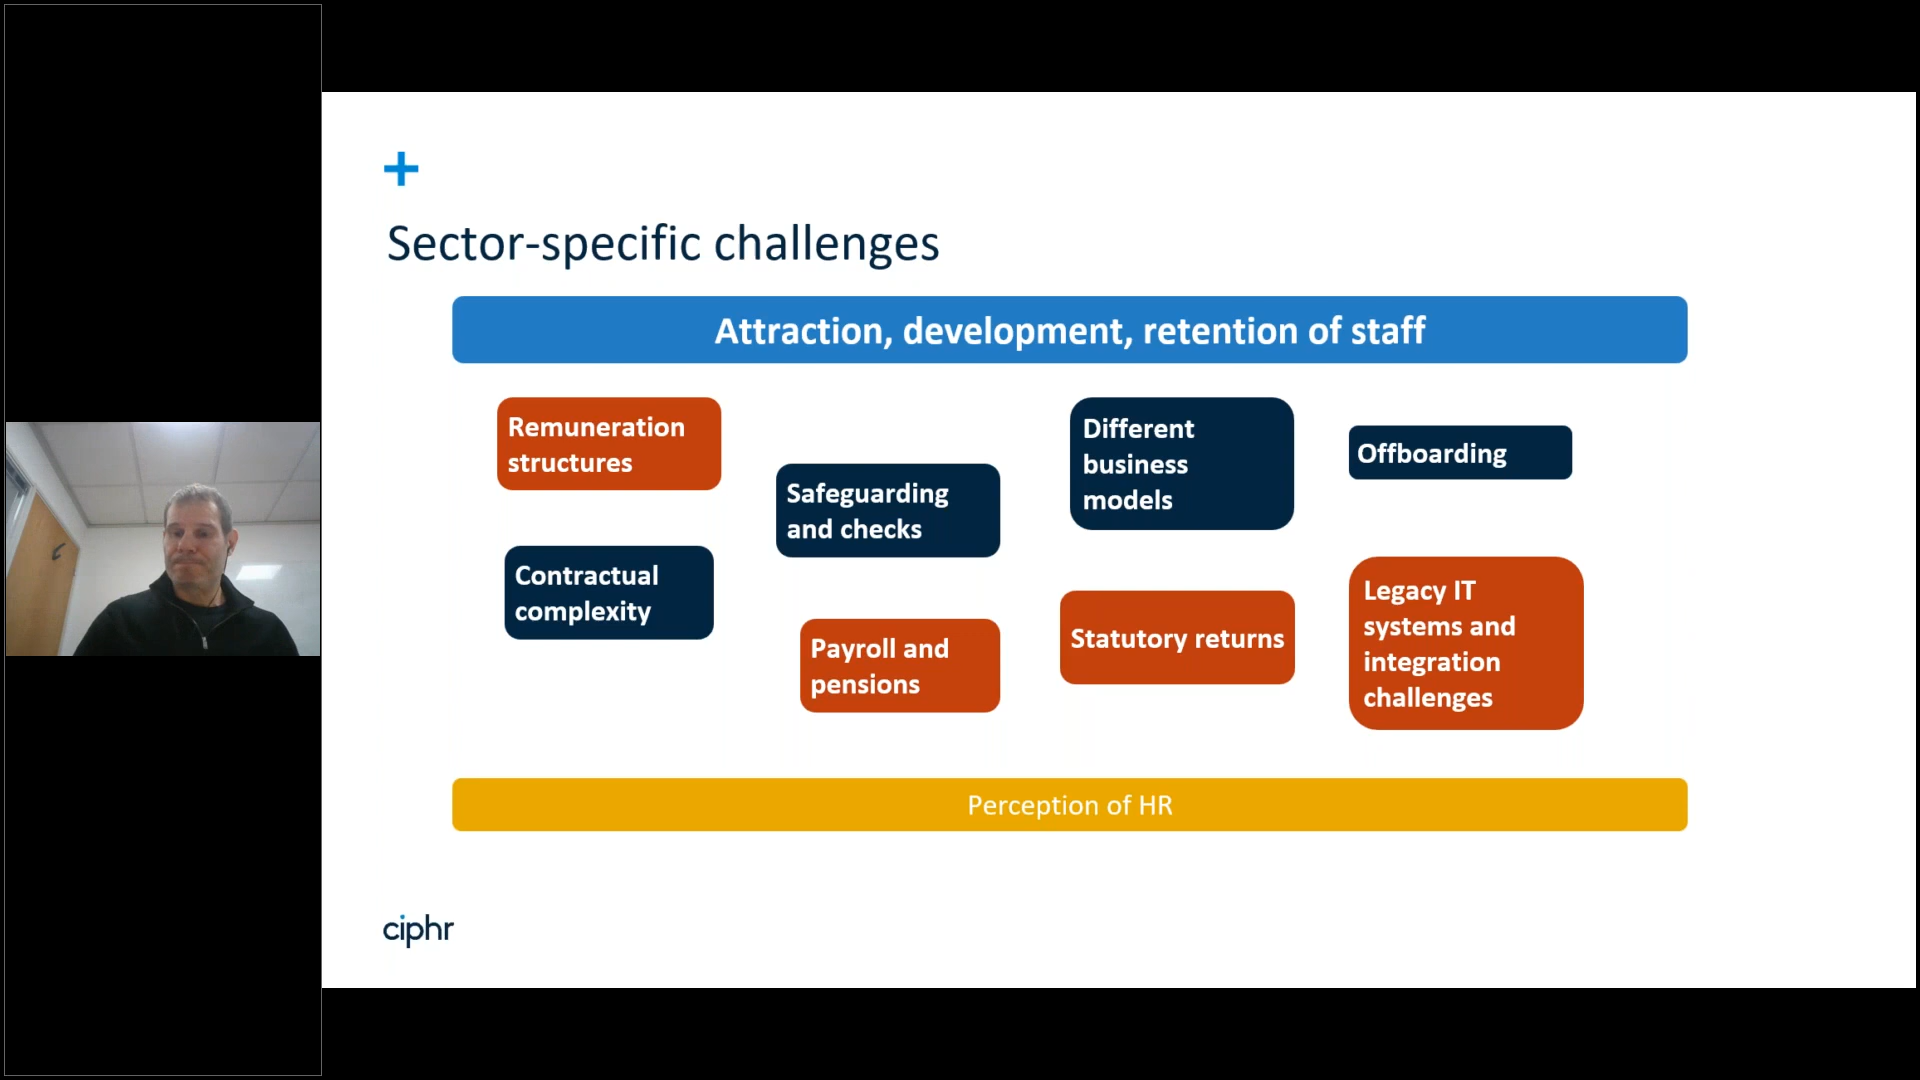 Sector-specific challenges
Attraction, development, retention of staff
Remuneration
structures
Safeguarding
and checks
Different
business
models
Offboarding
Contractual
complexity
Payroll and
pensions
Statutory returns
Legacy IT
systems and
integration
challenges
Perception of HR
ciphr